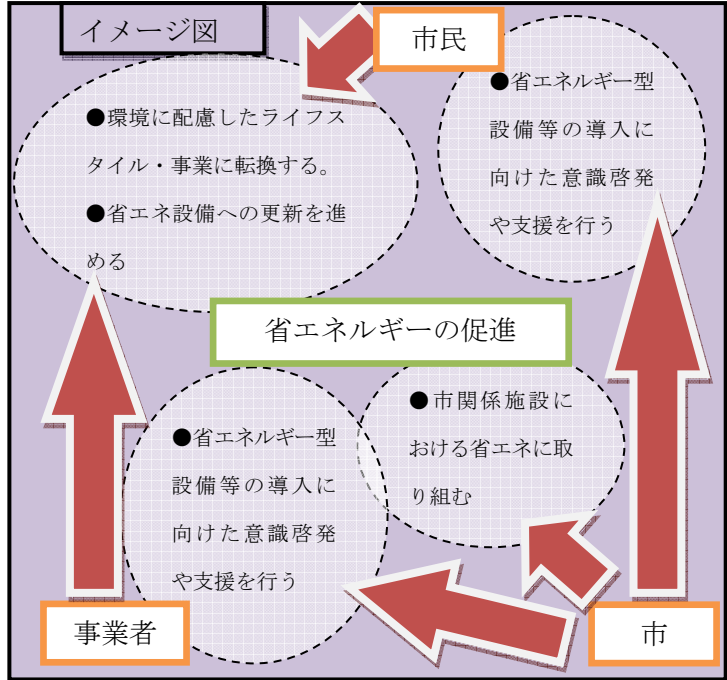 イメージ図
市民
●環境に配慮したライフス
タイル・事業に転換する。
●省エネ設備への更新を進
める
●省エネルギー型
設備等の導入に
向けた意識啓発
や支援を行う
省エネルギーの促進
●省エネルギー型
設備等の導入に
向けた意識啓発
や支援を行う
●市関係施設に
おける省エネに取
り組む
事業者
市